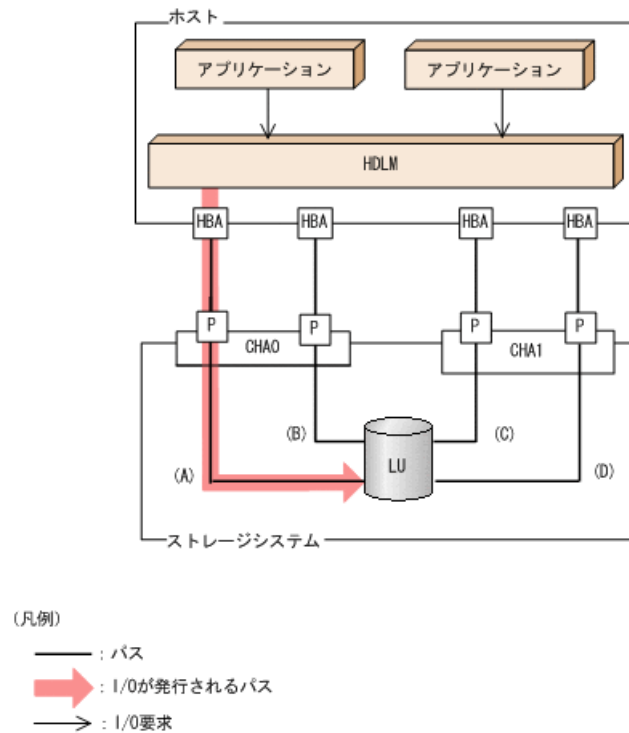 ホスト
アプリケーション
アプリケーション
HDLM
HBA
HBA
HBA
HBA
P
P
P
P
CHA0
CHA1
(B)
(C)
(A)
LU
(D)
ストレージシステム
(凡例)
：パス
：I/Oが発行されるパス
：I/O要求